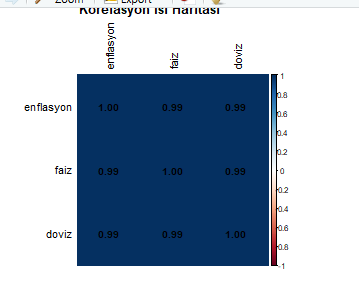 Zoom Export
Korelasyon Isı Haritası
enflasyon faiz doviz
enflasyon 1.00 0.99 0.99
faiz 0.99 1.00 0.99
doviz 0.99 0.99 1.00
1
0.8
0.6
0.4
0.2
0
-0.2
-0.4
-0.6
-0.8
-1